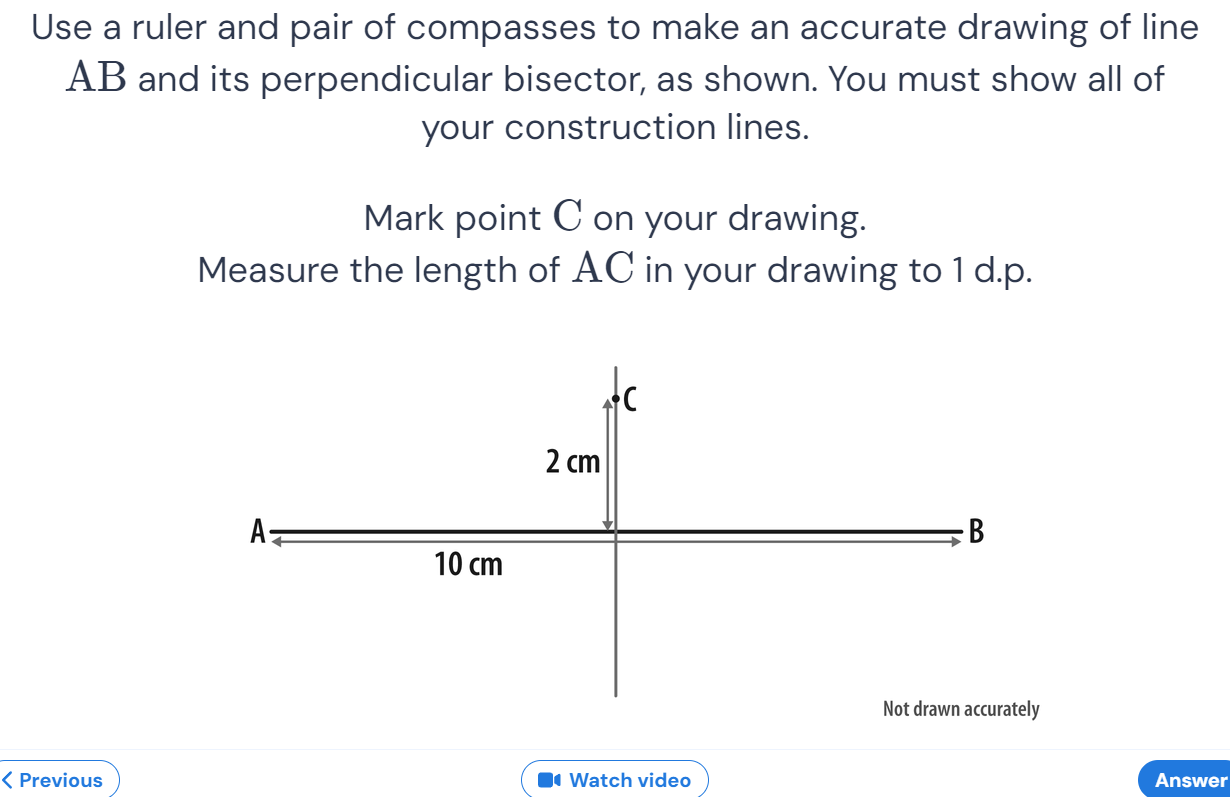 Use a ruler and pair of compasses to make an accurate drawing of line
AB and its perpendicular bisector, as shown. You must show all of
your construction lines.
Mark point C on your drawing.
Measure the length of AC in your drawing to 1 d.p.
C
2 cm
A
B
10 cm
Not drawn accurately
Previous
Watch video
Answer